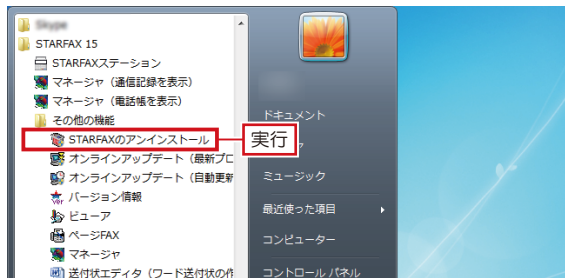 STARFAX 15
STARFAXステーション
マネージャ（通信記録を表示）
マネージャ（電話帳を表示）
その他の機能
STARFAXのアンインストール
実行
オンラインアップデート（最新プロ
オンラインアップデート（自動更新
バージョン情報
ビューア
ページFAX
マネージャ
送付状エディタ（ワード送付状の作
ドキュメント
ミュージック
最近使った項目
コンピューター
コントロール パネル